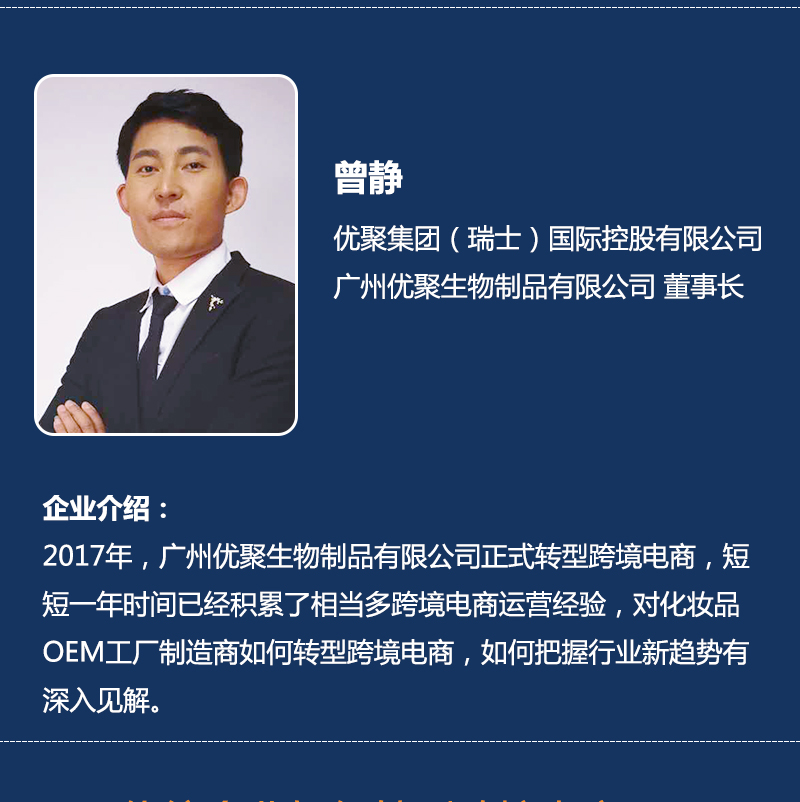 曾静
优聚集团（瑞士）国际控股有限公司
广州优聚生物制品有限公司 董事长
企业介绍：
2017年，广州优聚生物制品有限公司正式转型跨境电商，短
短一年时间已经积累了相当多跨境电商运营经验，对化妆品
OEM工厂制造商如何转型跨境电商，如何把握行业新趋势有
深入见解。